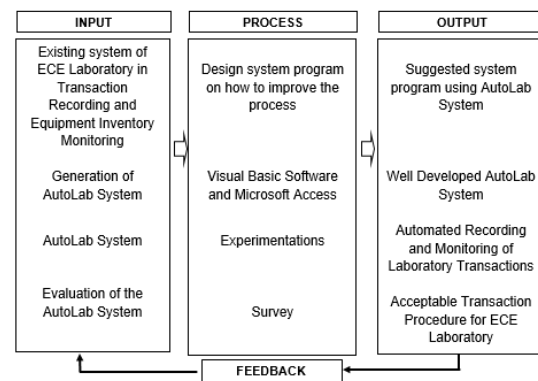 INPUT
Existing system of
ECE Laboratory in
Transaction
Recording and
Equipment Inventory
Monitoring
Generation of
AutoLab System
AutoLab System
Evaluation of the
AutoLab System
PROCESS
Design system program
on how to improve the
process
Visual Basic Software
and Microsoft Access
Experimentations
Survey
OUTPUT
Suggested system
program using AutoLab
System
Well Developed AutoLab
System
Automated Recording
and Monitoring of
Laboratory Transactions
Acceptable Transaction
Procedure for ECE
Laboratory
FEEDBACK